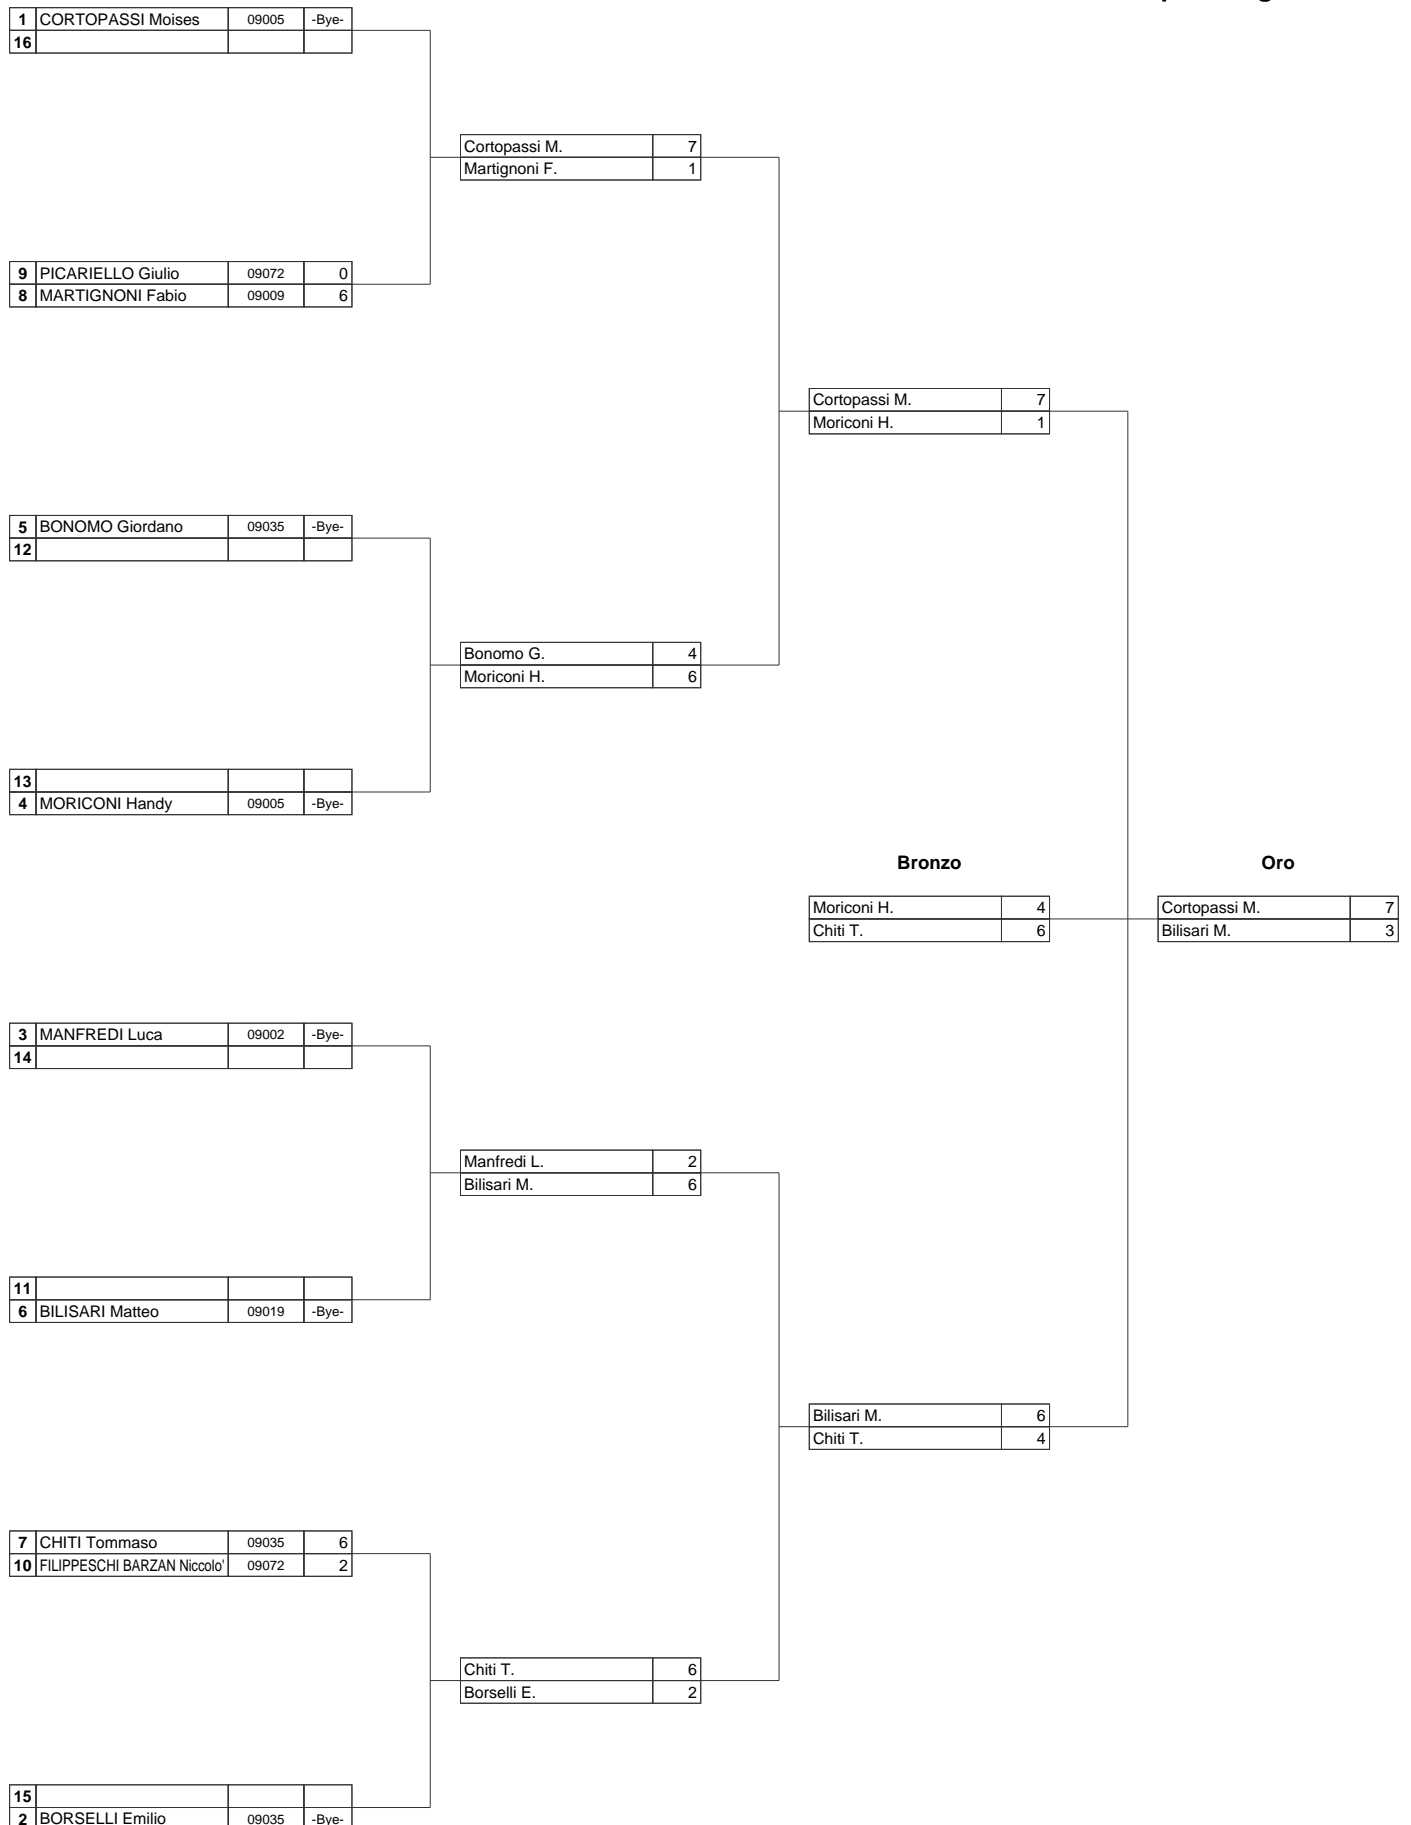 1 CORTOPASSI Moises 09005 -Bye-
16
Cortopassi M. 7
Martignoni F. 1
9 PICARIELLO Giulio 09072 0
8 MARTIGNONI Fabio 09009 6
Cortopassi M. 7
Moriconi H. 1
5 BONOMO Giordano 09035 -Bye-
12
Bonomo G. 4
Moriconi H. 6
13
4 MORICONI Handy 09005 -Bye-
Bronzo Oro
Moriconi H. 4 Cortopassi M. 7
Chiti T. 6 Bilisari M. 3
3 MANFREDI Luca 09002 -Bye-
14
Manfredi L. 2
Bilisari M. 6
11
6 BILISARI Matteo 09019 -Bye-
Bilisari M. 6
Chiti T. 4
7 CHITI Tommaso 09035 6
10 FILIPPESCHI BARZAN Niccolo' 09072 2
Chiti T. 6
Borselli E. 2
15
2 BORSELLI Emilio 09035 -Bye-